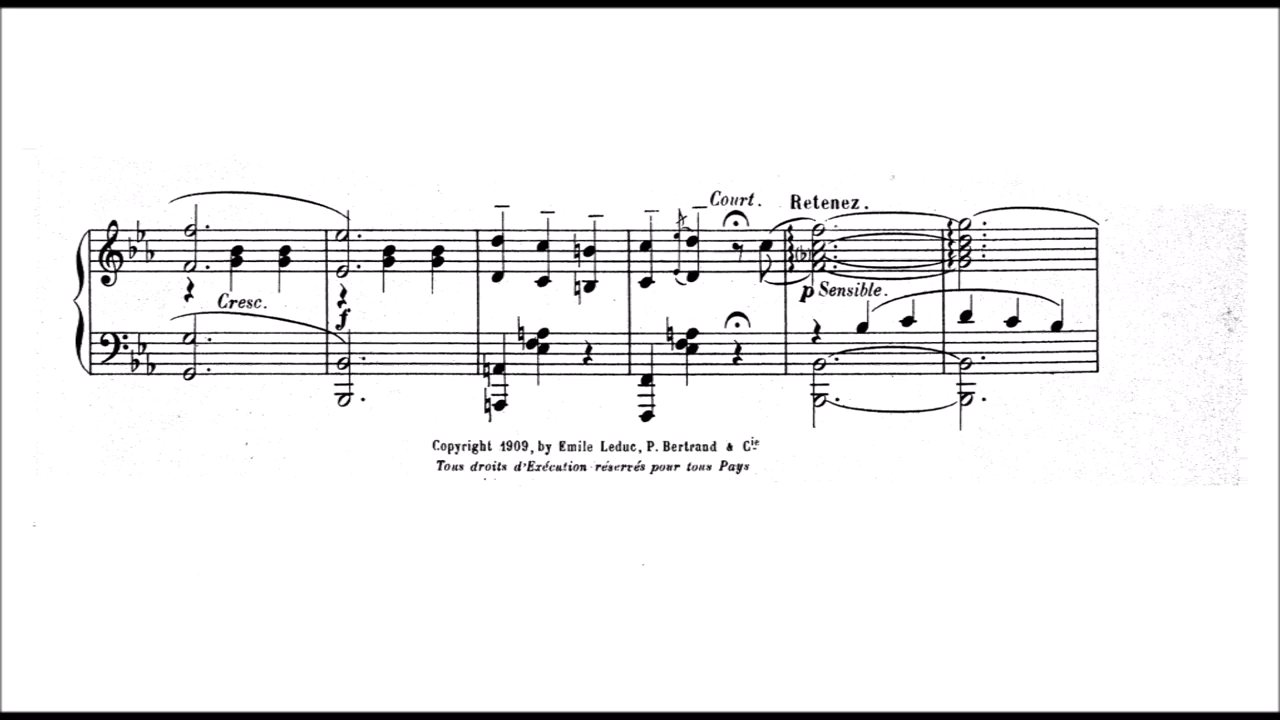 Court. Retenez.
Cresc. p Sensible.
f
Copyright 1909, by Emile Leduc, P. Bertrand & Cie
Tous droits d'Exécution réservés pour tous Pays